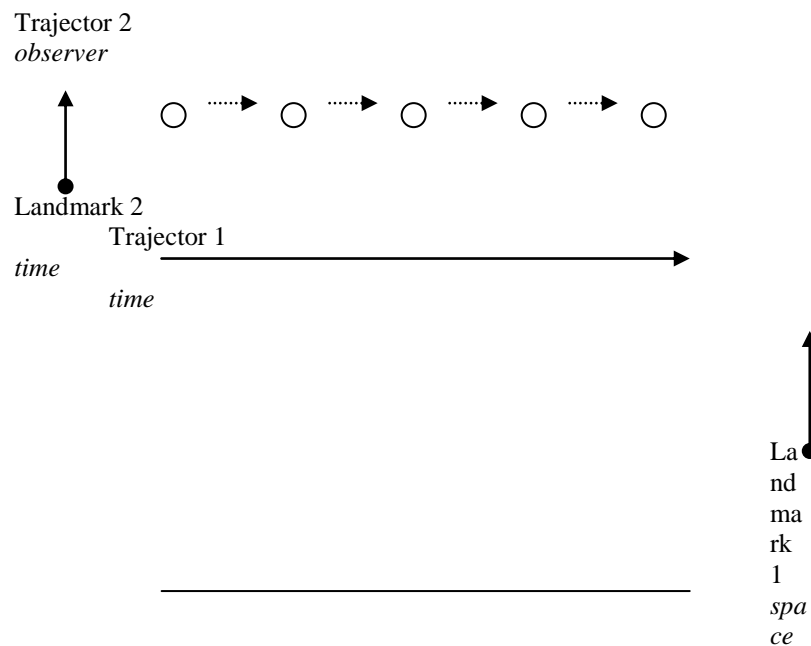 Trajector 2
observer
Landmark 2
Trajector 1
time
time
La
nd
ma
rk
1
spa
ce